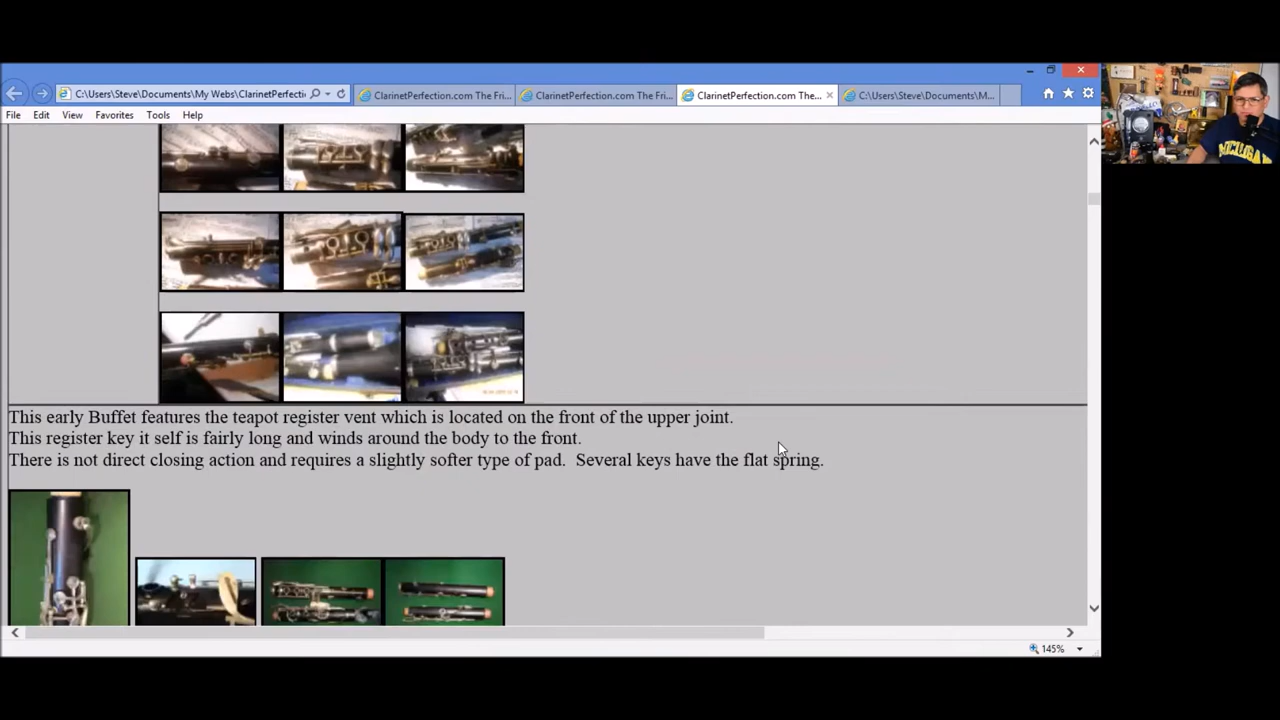 C:\Users\Steve\Documents\My Webs\ClarinetPerfecti
ClarinetPerfection.com The Fri...
ClarinetPerfection.com The Fri...
ClarinetPerfection.com The...
C:\Users\Steve\Documents\M...
File Edit View Favorites Tools Help
This early Buffet features the teapot register vent which is located on the front of the upper joint.
This register key it self is fairly long and winds around the body to the front.
There is not direct closing action and requires a slightly softer type of pad. Several keys have the flat spring.
145%